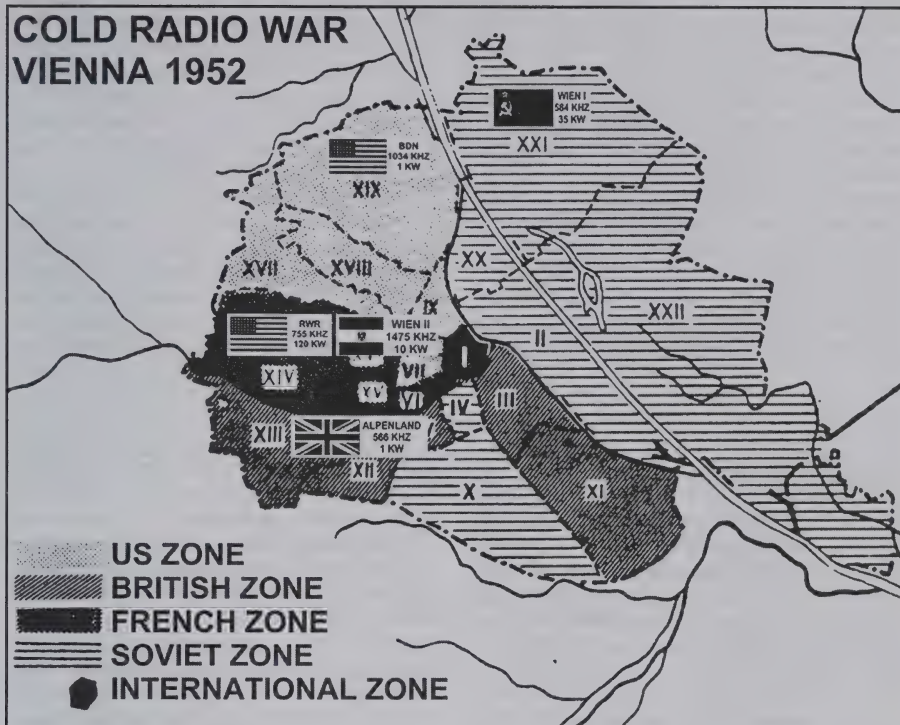 COLD RADIO WAR
VIENNA 1952
WIEN I
584 KHZ
35 KW
XXI
BDN
1034 KHZ
1 KW
XIX
XVII
XVIII
XX
IX
XXII
II
RWR
755 KHZ
120 KW
WIEN II
1475 KHZ
10 KW
I
VII
XIV
XV
VI
IV
III
XIII
ALPENLAND
566 KHZ
1 KW
XII
X
XI
US ZONE
BRITISH ZONE
FRENCH ZONE
SOVIET ZONE
INTERNATIONAL ZONE